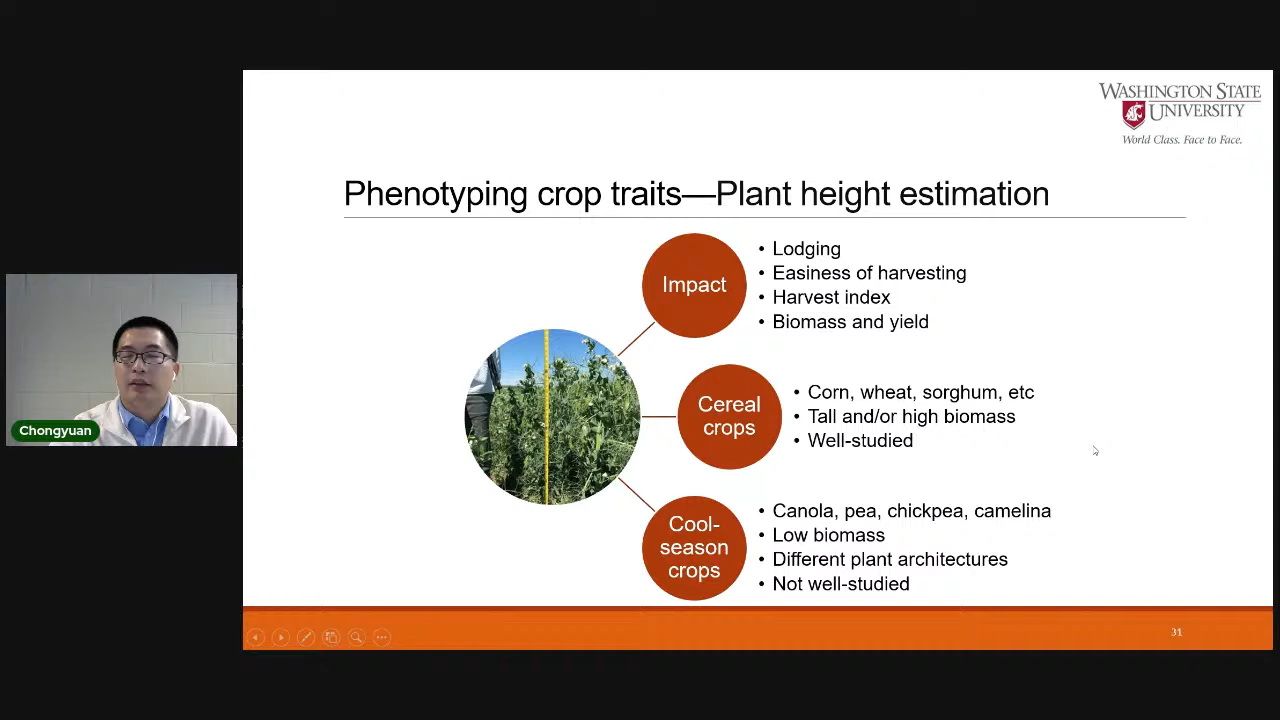 WASHINGTON STATE
UNIVERSITY
World Class. Face to Face.
Phenotyping crop traits—Plant height estimation
Impact
• Lodging
• Easiness of harvesting
• Harvest index
• Biomass and yield
Cereal
crops
• Corn, wheat, sorghum, etc
• Tall and/or high biomass
• Well-studied
Cool-
season
crops
• Canola, pea, chickpea, camelina
• Low biomass
• Different plant architectures
• Not well-studied
Chongyuan
31